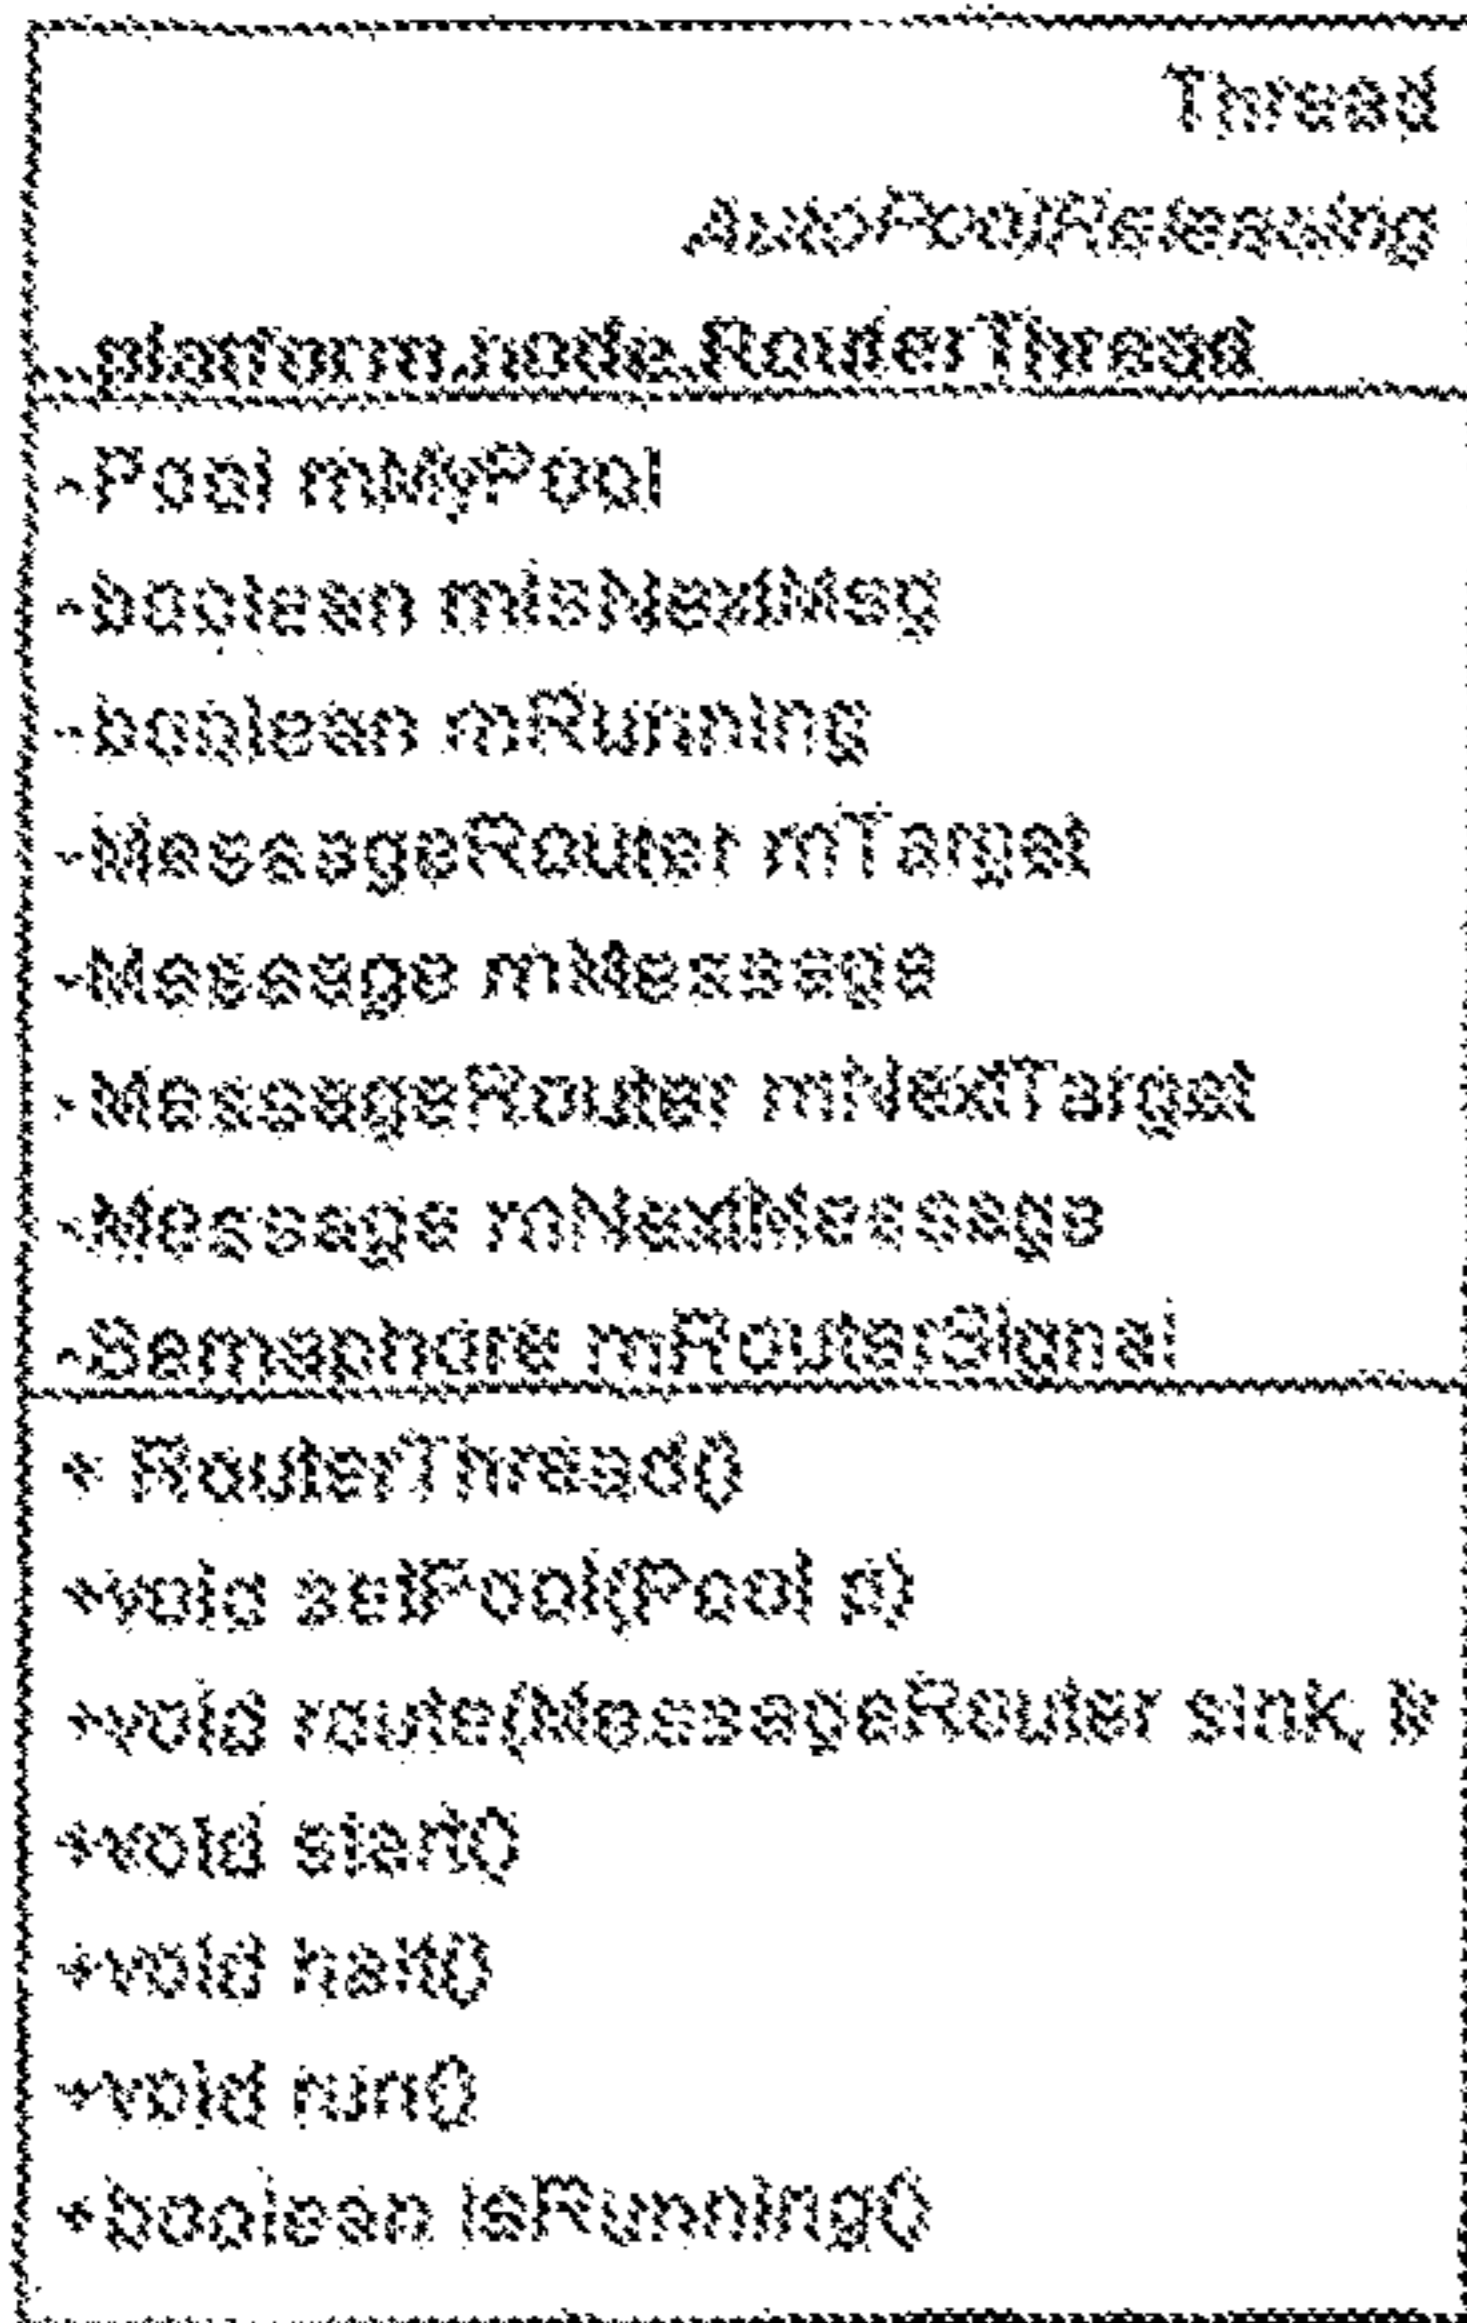 Thread
AutoPoolReleasing
...platform.node.RouterThread
-Pool mMyPool
-boolean mIsNextMsg
-boolean mRunning
-MessageRouter mTarget
-Message mMessage
-MessageRouter mNextTarget
-Message mNextMessage
-Semaphore mRouterSignal
+ RouterThread()
+void setPool(Pool p)
+void route(MessageRouter sink,
+void start()
+void halt()
+void run()
+boolean isRunning()